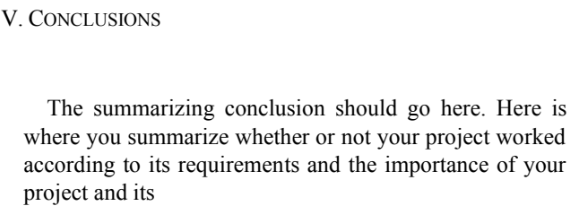 V. CONCLUSIONS
The summarizing conclusion should go here. Here is
where you summarize whether or not your project worked
according to its requirements and the importance of your
project and its